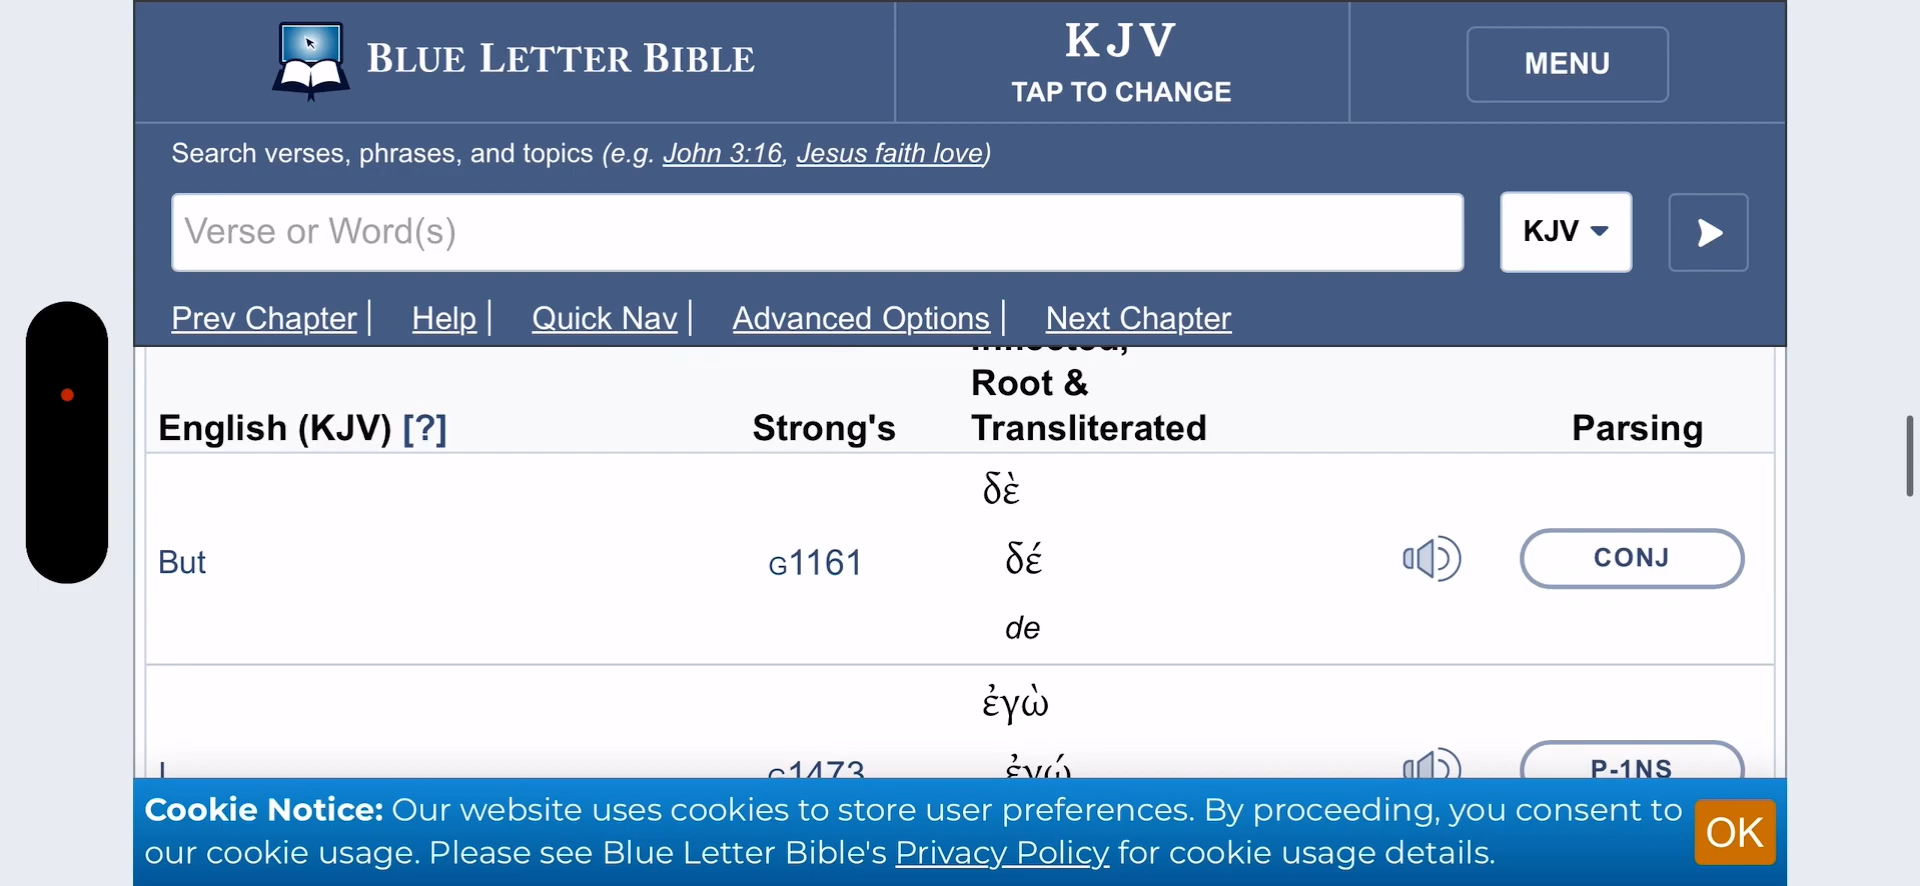 BLUE LETTER BIBLE
KJV
TAP TO CHANGE
MENU
Search verses, phrases, and topics (e.g. John 3:16, Jesus faith love)
Verse or Word(s)
KJV
Prev Chapter | Help | Quick Nav | Advanced Options | Next Chapter
Root &
English (KJV) [?] Strong's Transliterated Parsing
δὲ
But G1161 δέ CONJ
de
ἐγὼ
G1473 ἐγώ P-1NS
Cookie Notice: Our website uses cookies to store user preferences. By proceeding, you consent to
our cookie usage. Please see Blue Letter Bible's Privacy Policy for cookie usage details.
OK